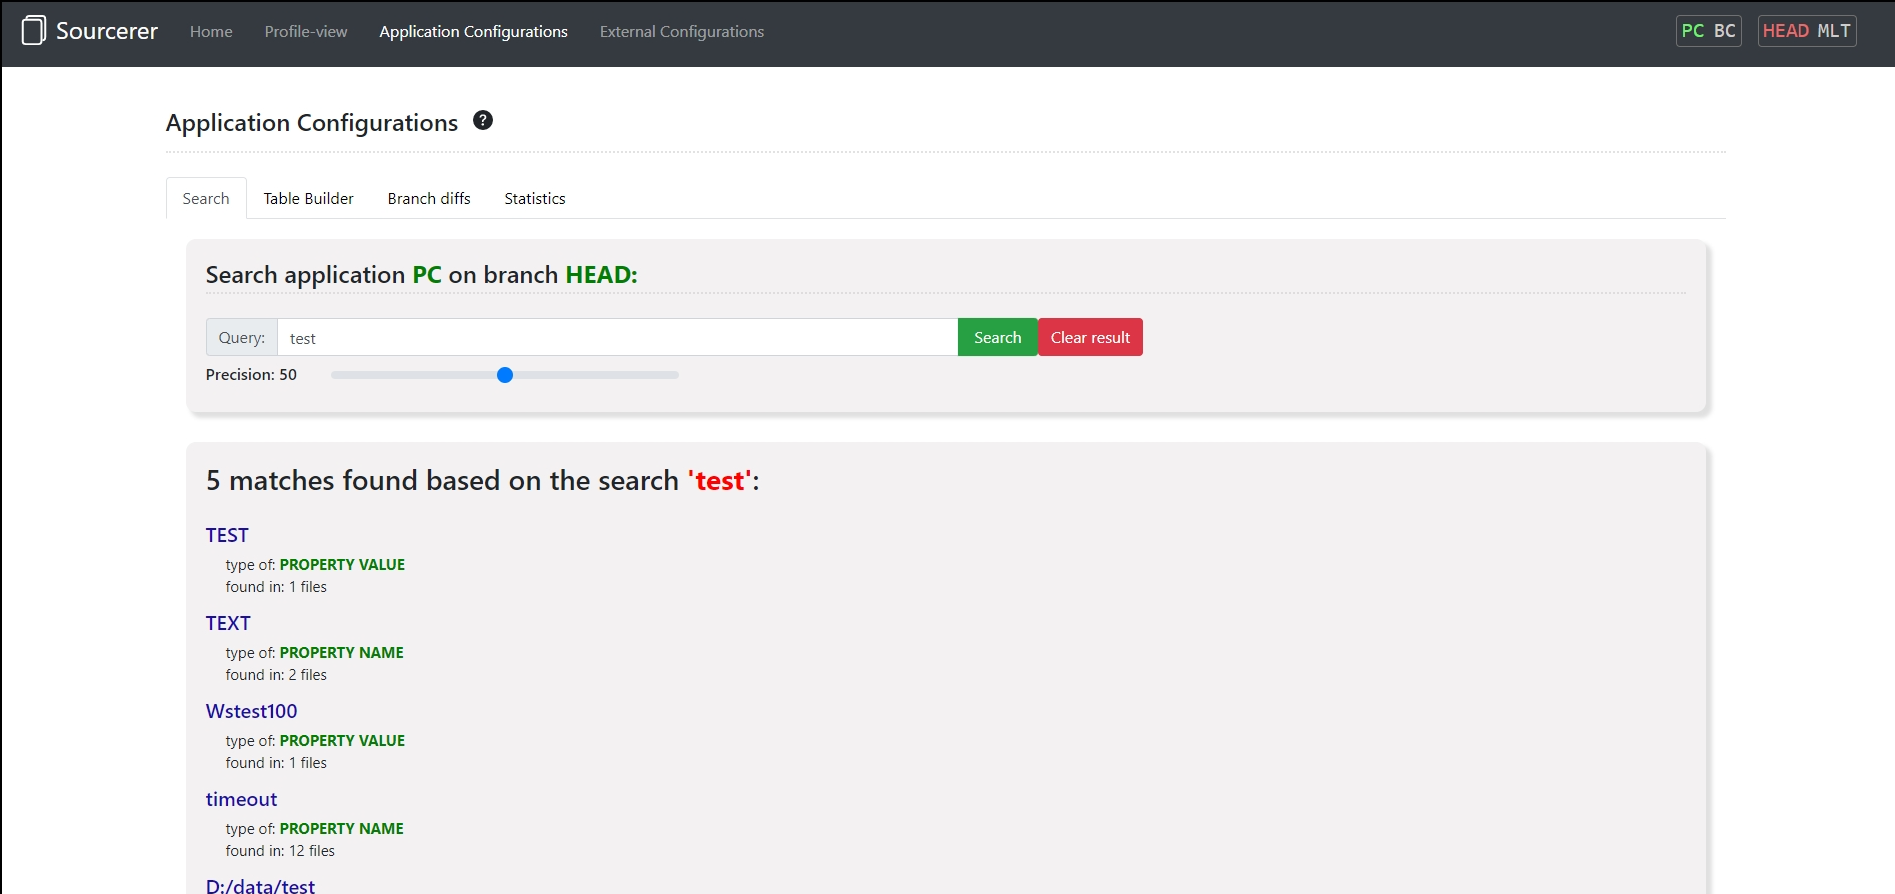 Sourcerer Home Profile-view Application Configurations External Configurations PC BC HEAD MLT
Application Configurations ?
Search Table Builder Branch diffs Statistics
Search application PC on branch HEAD:
Query: test Search Clear result
Precision: 50
5 matches found based on the search 'test':
TEST
type of: PROPERTY VALUE
found in: 1 files
TEXT
type of: PROPERTY NAME
found in: 2 files
Wstest100
type of: PROPERTY VALUE
found in: 1 files
timeout
type of: PROPERTY NAME
found in: 12 files
D:/data/test